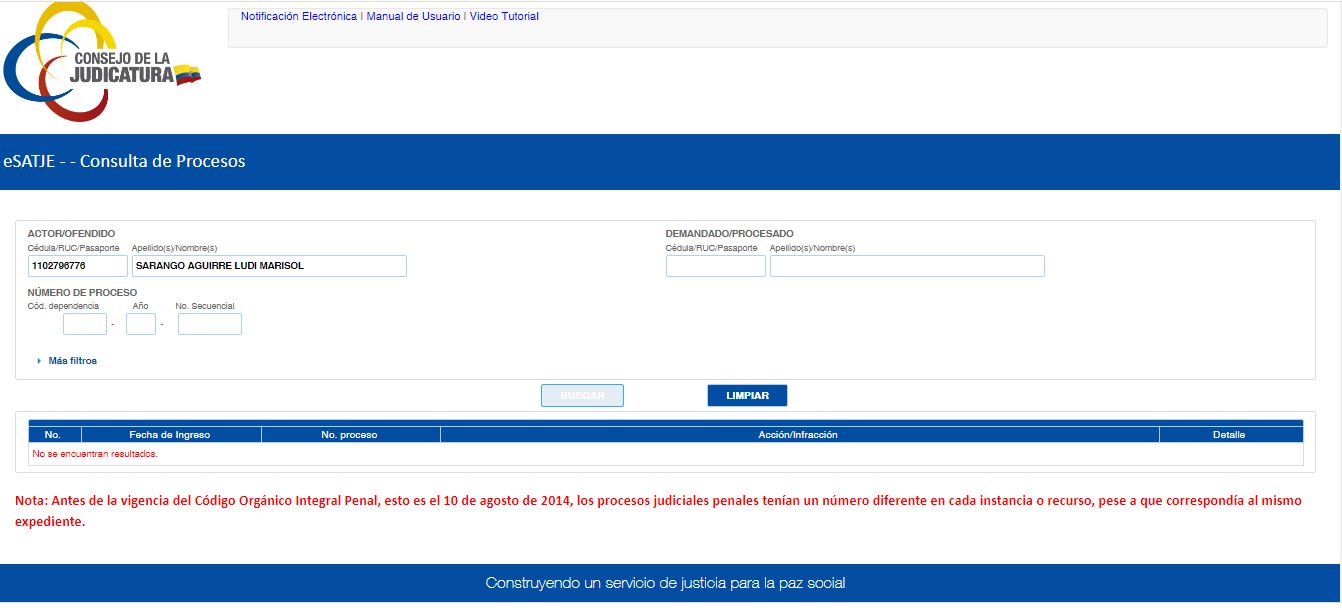 Notificación Electrónica | Manual de Usuario | Video Tutorial
CONSEJO DE LA
JUDICATURA
eSATJE - - Consulta de Procesos
ACTOR/OFENDIDO
DEMANDADO/PROCESADO
Cédula/RUC/Pasaporte Apellido(s)/Nombre(s)
Cédula/RUC/Pasaporte Apellido(s)/Nombre(s)
1102796776 SARANGO AGUIRRE LUDI MARISOL
NÚMERO DE PROCESO
Cód. dependencia Año No. Secuencial
- -
Más filtros
BUSCAR LIMPIAR
No. Fecha de Ingreso No. proceso Acción/Infracción Detalle
No se encuentran resultados.
Nota: Antes de la vigencia del Código Orgánico Integral Penal, esto es el 10 de agosto de 2014, los procesos judiciales penales tenían un número diferente en cada instancia o recurso, pese a que correspondía al mismo
expediente.
Construyendo un servicio de justicia para la paz social